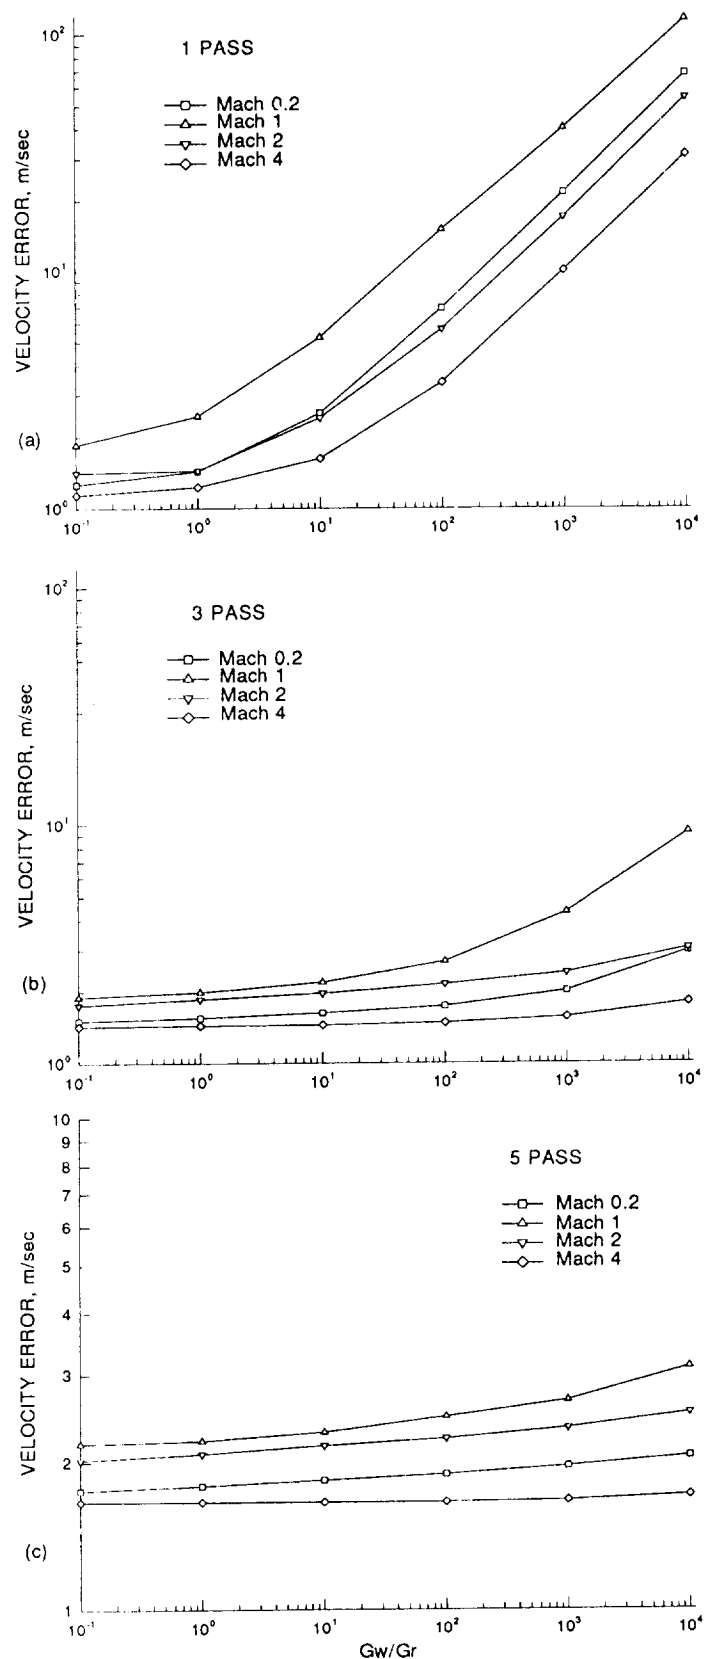 10²
1 PASS
Mach 0.2
Mach 1
Mach 2
Mach 4
VELOCITY ERROR, m/sec
10¹
(a)
10⁰
10⁻¹ 10⁰ 10¹ 10² 10³ 10⁴
10²
3 PASS
Mach 0.2
Mach 1
Mach 2
Mach 4
VELOCITY ERROR, m/sec
10¹
(b)
10⁰
10⁻¹ 10⁰ 10¹ 10² 10³ 10⁴
10
9
8
7
6
5
4
3
2
1
5 PASS
Mach 0.2
Mach 1
Mach 2
Mach 4
VELOCITY ERROR, m/sec
(c)
10⁻¹ 10⁰ 10¹ 10² 10³ 10⁴
Gw/Gr